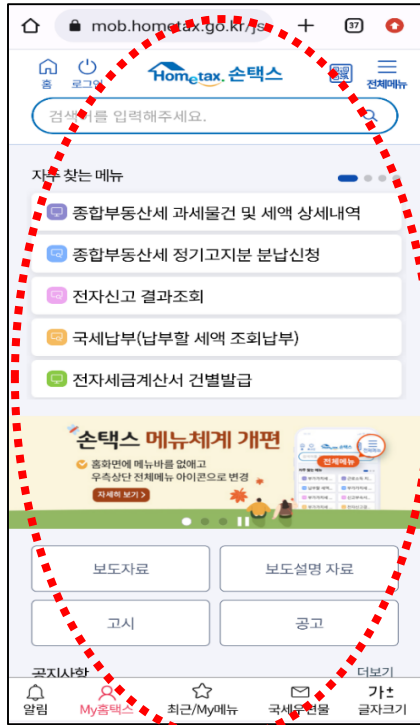 mob.hometax.go.kr/js
37
홈
로그인
Hometax. 손택스
전체메뉴
검색어를 입력해주세요.
자주 찾는 메뉴
종합부동산세 과세물건 및 세액 상세내역
종합부동산세 정기고지분 분납신청
전자신고 결과조회
국세납부(납부할 세액 조회납부)
전자세금계산서 건별발급
손택스 메뉴체계 개편
홈화면에 메뉴바를 없애고
우측상단 전체메뉴 아이콘으로 변경
자세히 보기 >
전체메뉴
보도자료
보도설명 자료
고시
공고
공지사항
더보기
알림
My홈택스
최근/My메뉴
국세우편물
가±
글자크기